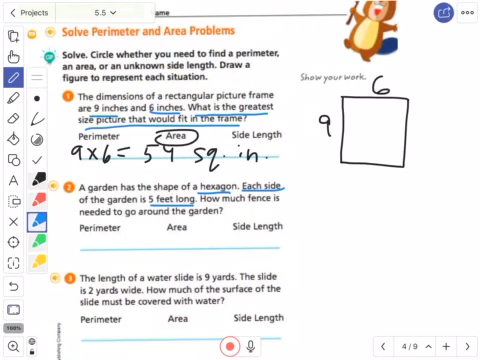 Projects
5.5
ame
Solve Perimeter and Area Problems
Solve. Circle whether you need to find a perimeter,
an area, or an unknown side length. Draw a
figure to represent each situation.
Show your work.
1 The dimensions of a rectangular picture frame
are 9 inches and 6 inches. What is the greatest
size picture that would fit in the frame?
Perimeter Area Side Length
9x6 = 54 sq. in.
6
9
2 A garden has the shape of a hexagon. Each side
of the garden is 5 feet long. How much fence is
needed to go around the garden?
Perimeter Area Side Length
3 The length of a water slide is 9 yards. The slide
is 2 yards wide. How much of the surface of the
slide must be covered with water?
Perimeter Area Side Length
blishing Company
100%
4/9